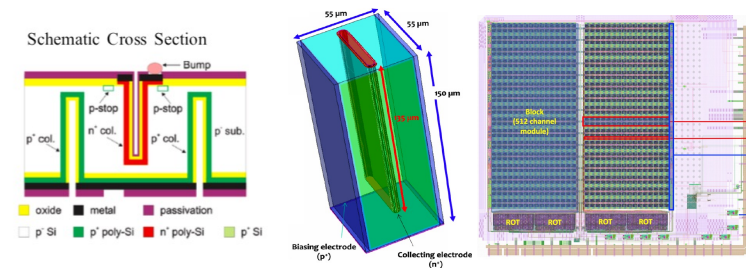 Schematic Cross Section
Bump
p-stop
p-stop
n⁺ col.
p⁺ col.
p⁺ col.
p⁻ sub.
oxide
metal
passivation
p⁻ Si
p⁺ poly-Si
n⁺ poly-Si
p⁺ Si
55 µm
55 µm
150 µm
135 µm
Biasing electrode
(p⁺)
Collecting electrode
(n⁺)
Block
(512 channel
module)
ROT
ROT
ROT
ROT